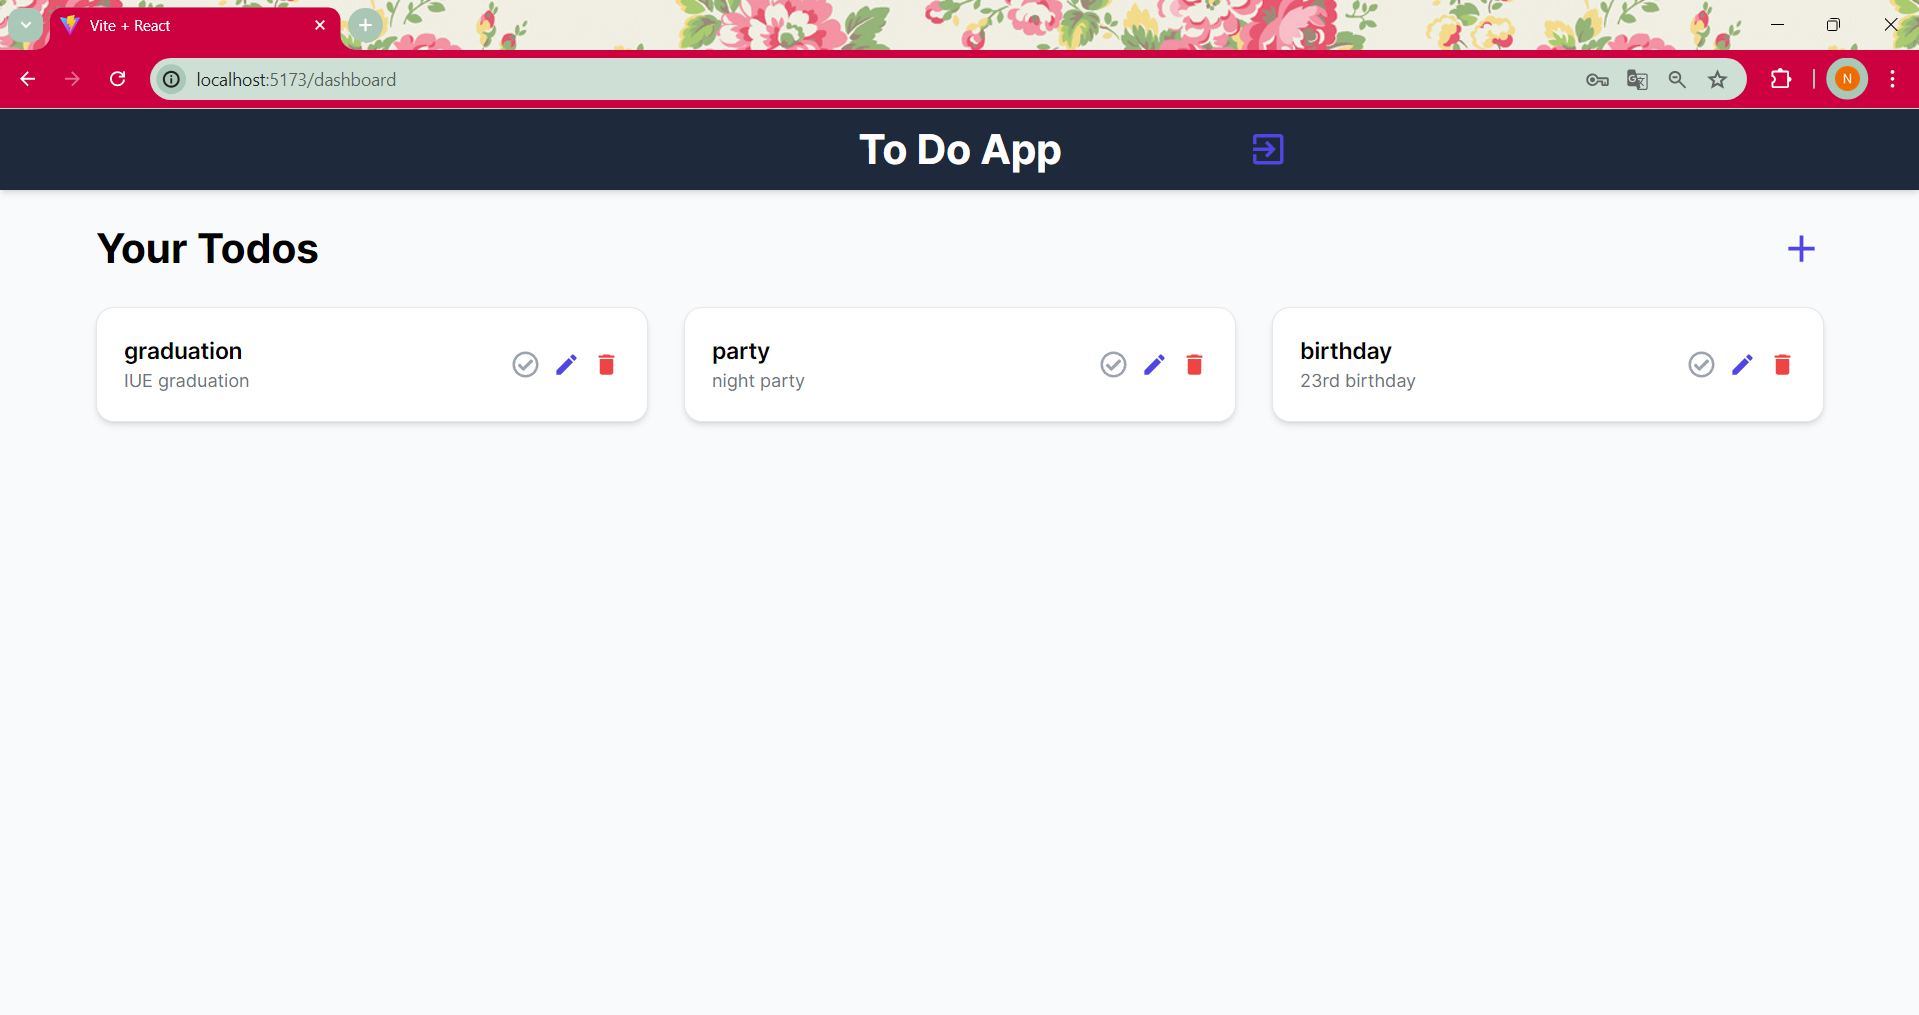 Vite + React
localhost:5173/dashboard
N
To Do App
Your Todos
graduation
IUE graduation
party
night party
birthday
23rd birthday